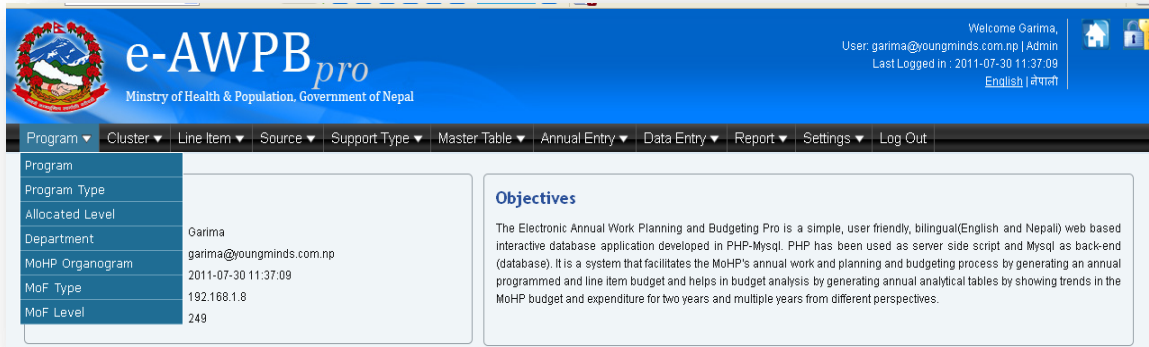 e-AWPBpro
Minstry of Health & Population, Government of Nepal
Welcome Garima,
User: garima@youngminds.com.np | Admin
Last Logged in : 2011-07-30 11:37:09
English | नेपाली
Program ▼ Cluster ▼ Line Item ▼ Source ▼ Support Type ▼ Master Table ▼ Annual Entry ▼ Data Entry ▼ Report ▼ Settings ▼ Log Out
Program
Program Type
Allocated Level
Department
MoHP Organogram
MoF Type
MoF Level
Garima
garima@youngminds.com.np
2011-07-30 11:37:09
192.168.1.8
249
Objectives
The Electronic Annual Work Planning and Budgeting Pro is a simple, user friendly, bilingual(English and Nepali) web based
interactive database application developed in PHP-Mysql. PHP has been used as server side script and Mysql as back-end
(database). It is a system that facilitates the MoHP's annual work and planning and budgeting process by generating an annual
programmed and line item budget and helps in budget analysis by generating annual analytical tables by showing trends in the
MoHP budget and expenditure for two years and multiple years from different perspectives.